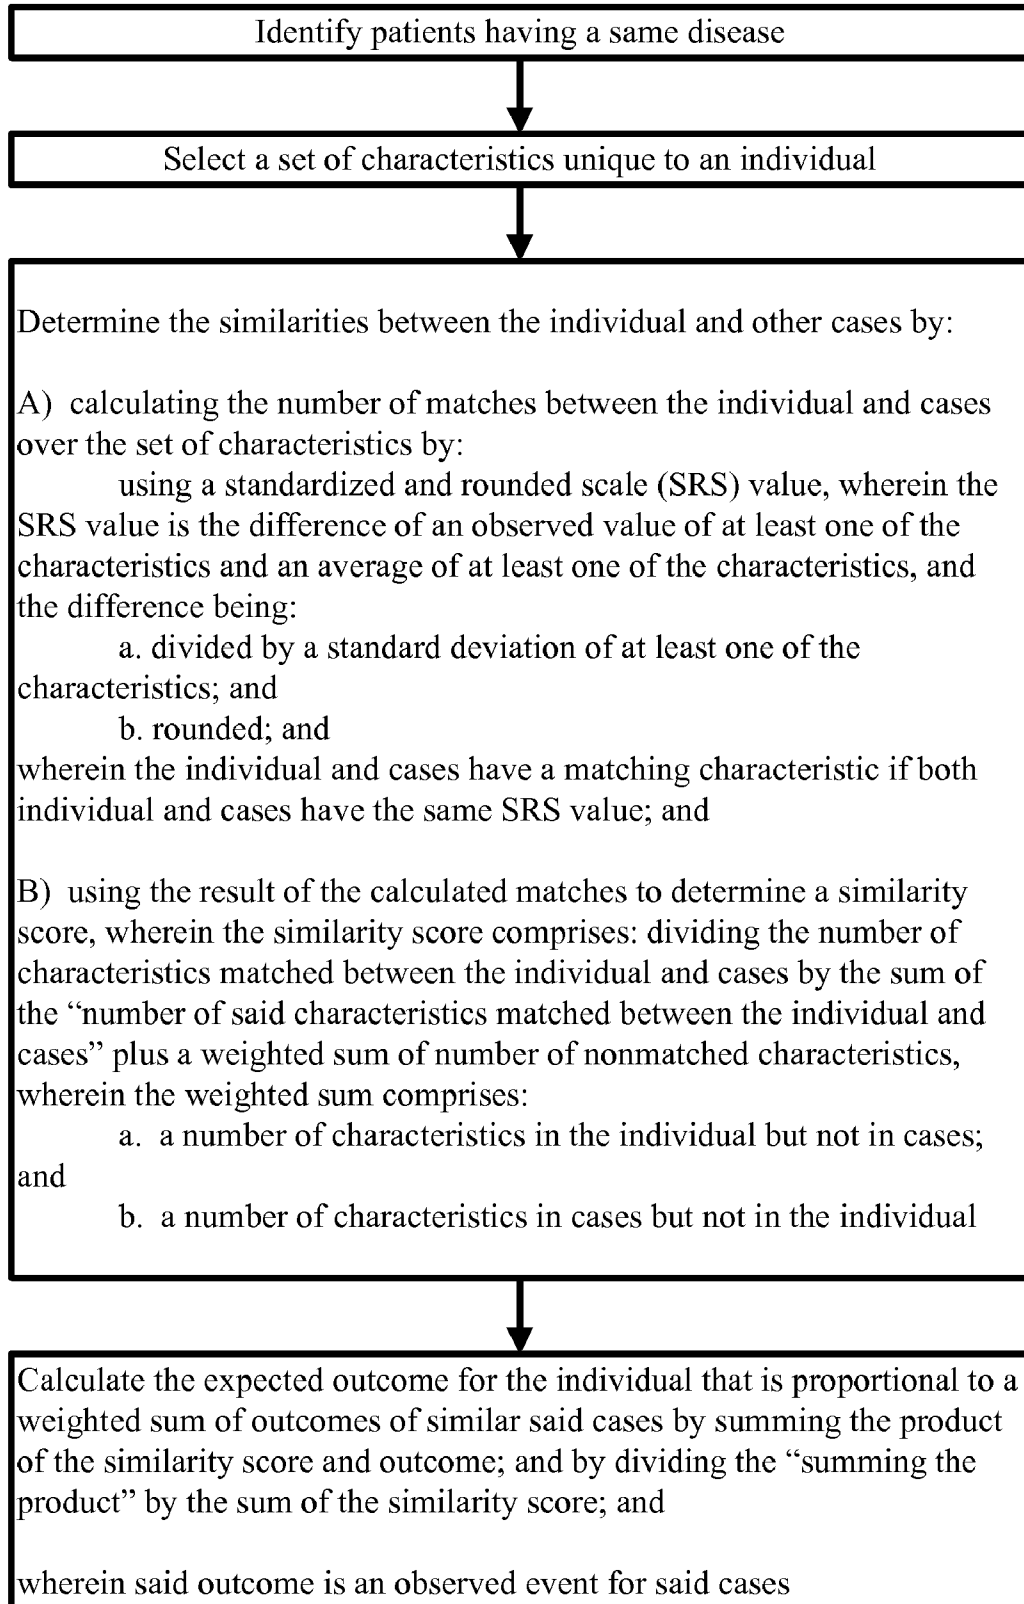 Identify patients having a same disease
Select a set of characteristics unique to an individual
Determine the similarities between the individual and other cases by:
A) calculating the number of matches between the individual and cases
over the set of characteristics by:
using a standardized and rounded scale (SRS) value, wherein the
SRS value is the difference of an observed value of at least one of the
characteristics and an average of at least one of the characteristics, and
the difference being:
a. divided by a standard deviation of at least one of the
characteristics; and
b. rounded; and
wherein the individual and cases have a matching characteristic if both
individual and cases have the same SRS value; and
B) using the result of the calculated matches to determine a similarity
score, wherein the similarity score comprises: dividing the number of
characteristics matched between the individual and cases by the sum of
the “number of said characteristics matched between the individual and
cases” plus a weighted sum of number of nonmatched characteristics,
wherein the weighted sum comprises:
a. a number of characteristics in the individual but not in cases;
and
b. a number of characteristics in cases but not in the individual
Calculate the expected outcome for the individual that is proportional to a
weighted sum of outcomes of similar said cases by summing the product
of the similarity score and outcome; and by dividing the “summing the
product” by the sum of the similarity score; and
wherein said outcome is an observed event for said cases